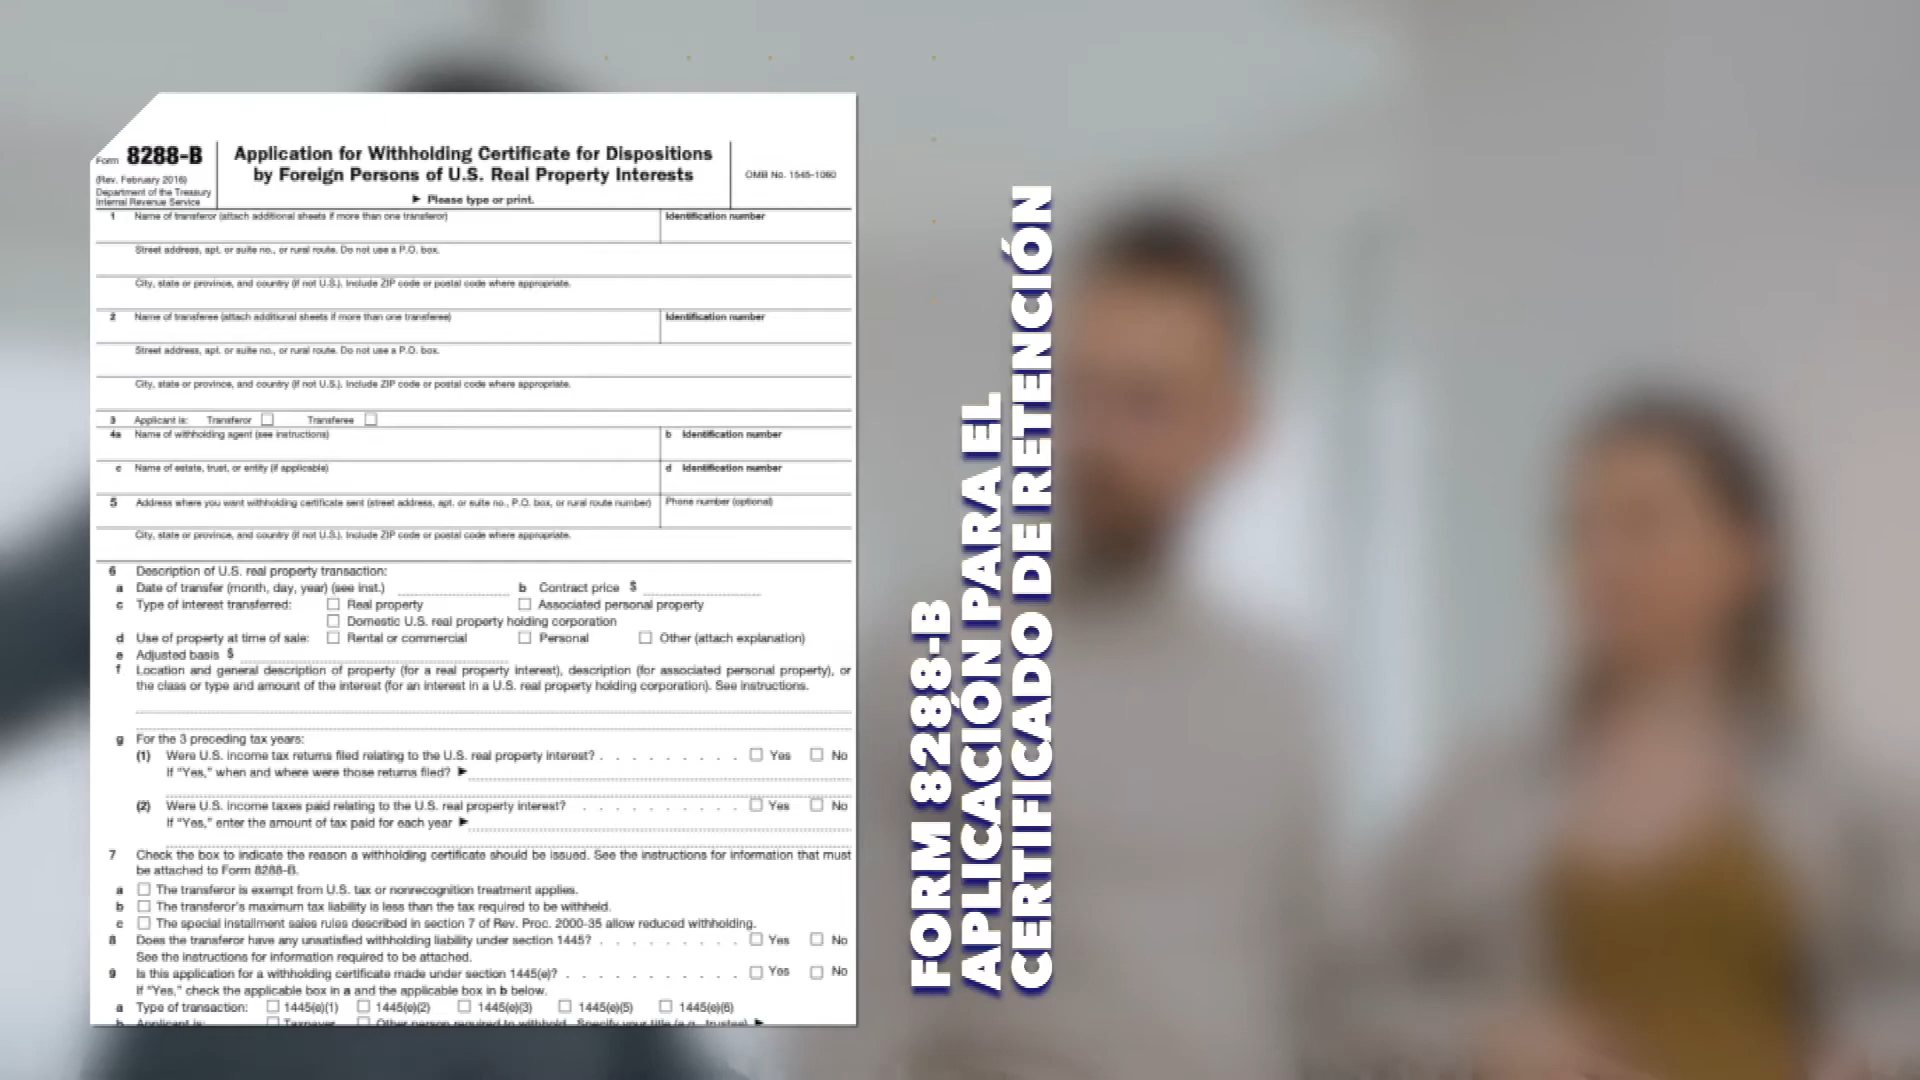 Form 8288-B
(Rev. February 2016)
Department of the Treasury
Internal Revenue Service
Application for Withholding Certificate for Dispositions
by Foreign Persons of U.S. Real Property Interests
► Please type or print.
OMB No. 1545-1060
1 Name of transferor (attach additional sheets if more than one transferor) Identification number
Street address, apt. or suite no., or rural route. Do not use a P.O. box.
City, state or province, and country (if not U.S.). Include ZIP code or postal code where appropriate.
2 Name of transferee (attach additional sheets if more than one transferee) Identification number
Street address, apt. or suite no., or rural route. Do not use a P.O. box.
City, state or province, and country (if not U.S.). Include ZIP code or postal code where appropriate.
3 Applicant is: Transferor Transferee
4a Name of withholding agent (see instructions) b Identification number
c Name of estate, trust, or entity (if applicable) d Identification number
5 Address where you want withholding certificate sent (street address, apt. or suite no., P.O. box, or rural route number) Phone number (optional)
City, state or province, and country (if not U.S.). Include ZIP code or postal code where appropriate.
6 Description of U.S. real property transaction:
a Date of transfer (month, day, year) (see inst.) b Contract price $
c Type of interest transferred: Real property Associated personal property
Domestic U.S. real property holding corporation
d Use of property at time of sale: Rental or commercial Personal Other (attach explanation)
e Adjusted basis $
f Location and general description of property (for a real property interest), description (for associated personal property), or
the class or type and amount of the interest (for an interest in a U.S. real property holding corporation). See instructions.
g For the 3 preceding tax years:
(1) Were U.S. income tax returns filed relating to the U.S. real property interest? . . . . . . . . . Yes No
If "Yes," when and where were those returns filed? ►
(2) Were U.S. income taxes paid relating to the U.S. real property interest? . . . . . . . . . . Yes No
If "Yes," enter the amount of tax paid for each year ►
7 Check the box to indicate the reason a withholding certificate should be issued. See the instructions for information that must
be attached to Form 8288-B.
a The transferor is exempt from U.S. tax or nonrecognition treatment applies.
b The transferor's maximum tax liability is less than the tax required to be withheld.
c The special installment sales rules described in section 7 of Rev. Proc. 2000-35 allow reduced withholding.
8 Does the transferor have any unsatisfied withholding liability under section 1445? . . . . . . . . . Yes No
See the instructions for information required to be attached.
9 Is this application for a withholding certificate made under section 1445(e)? . . . . . . . . . . . Yes No
If "Yes," check the applicable box in a and the applicable box in b below.
a Type of transaction: 1445(e)(1) 1445(e)(2) 1445(e)(3) 1445(e)(5) 1445(e)(6)
b Applicant is: Taxpayer Other person required to withhold. Specify your title (e.g., trustee) ►
FORM 8288-B
APLICACIÓN PARA EL
CERTIFICADO DE RETENCIÓN